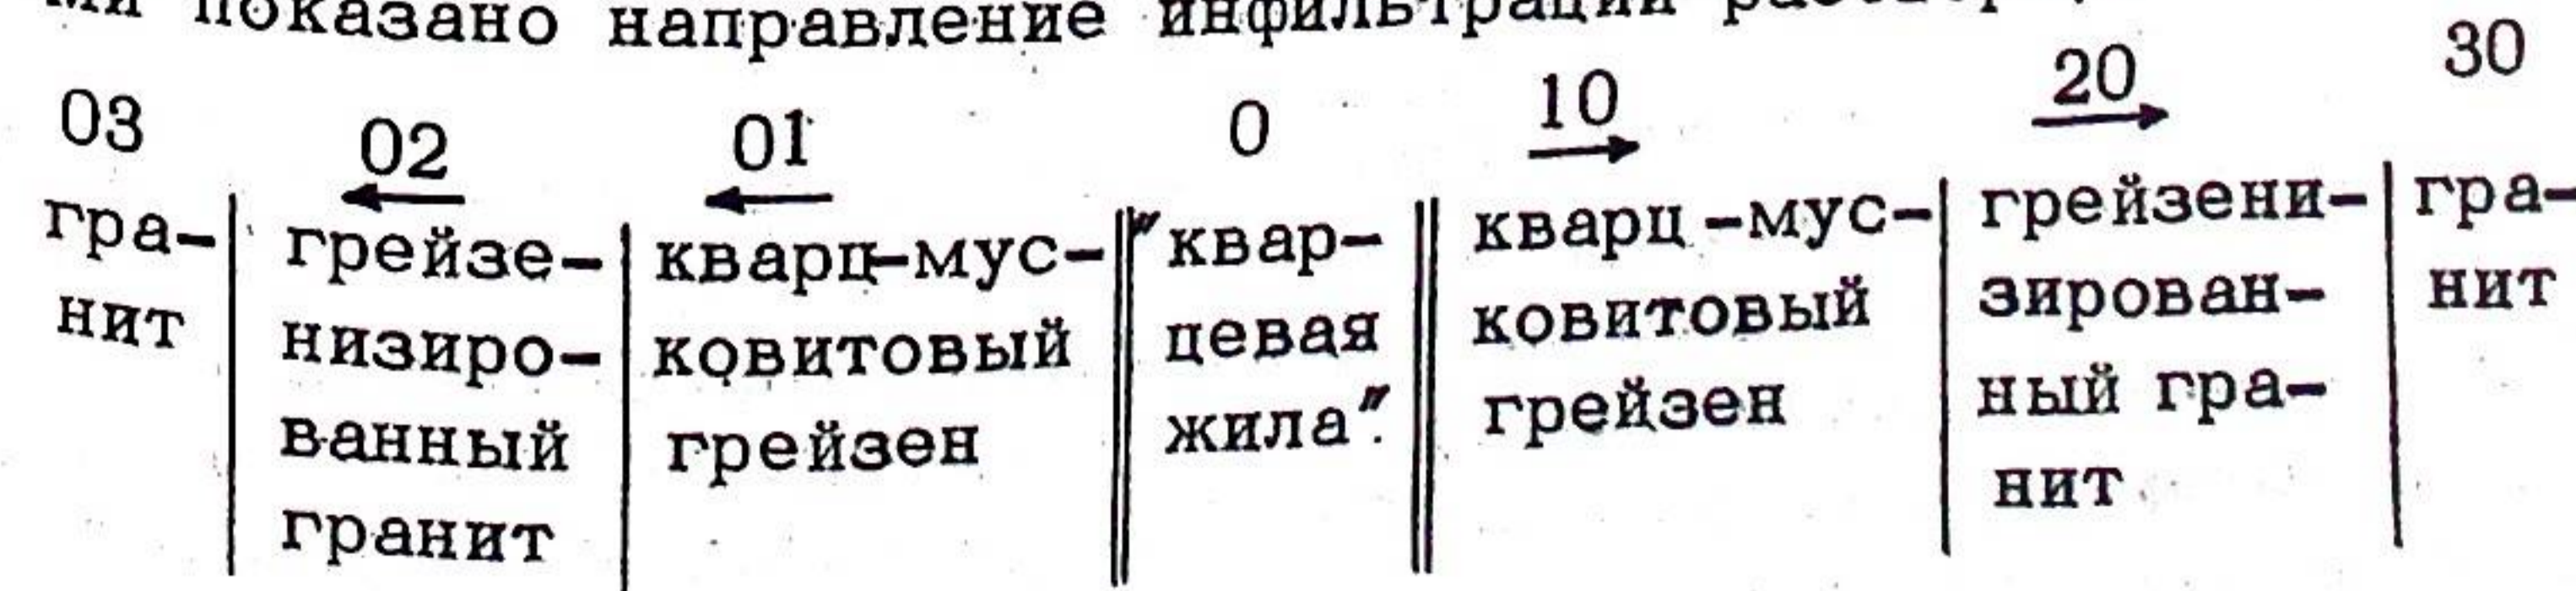 показано направление инфильтрации
03 02 01 0 10 20 30
гра- грейзе- кварц-мус- "квар- кварц-мус- грейзени- гра-
нит низиро- ковитовый цевая ковитовый зирован- нит
ванный грейзен жила". грейзен ный гра-
гранит нит